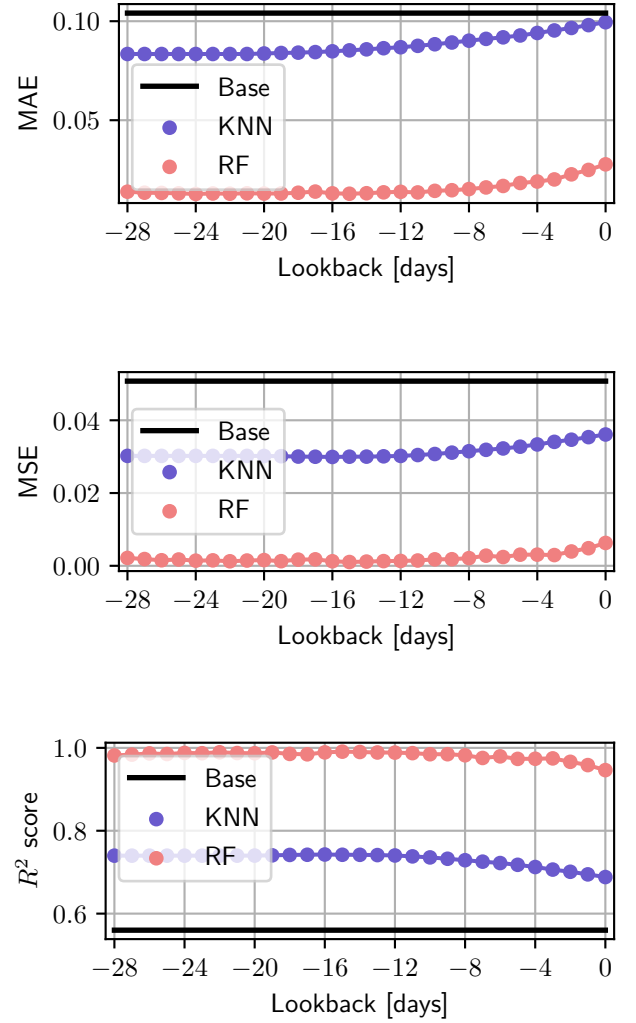 0.10
0.05
MAE
Base
KNN
RF
−28 −24 −20 −16 −12 −8 −4 0
Lookback [days]
0.04
0.02
0.00
MSE
Base
KNN
RF
−28 −24 −20 −16 −12 −8 −4 0
Lookback [days]
1.0
0.8
0.6
R² score
Base
KNN
RF
−28 −24 −20 −16 −12 −8 −4 0
Lookback [days]